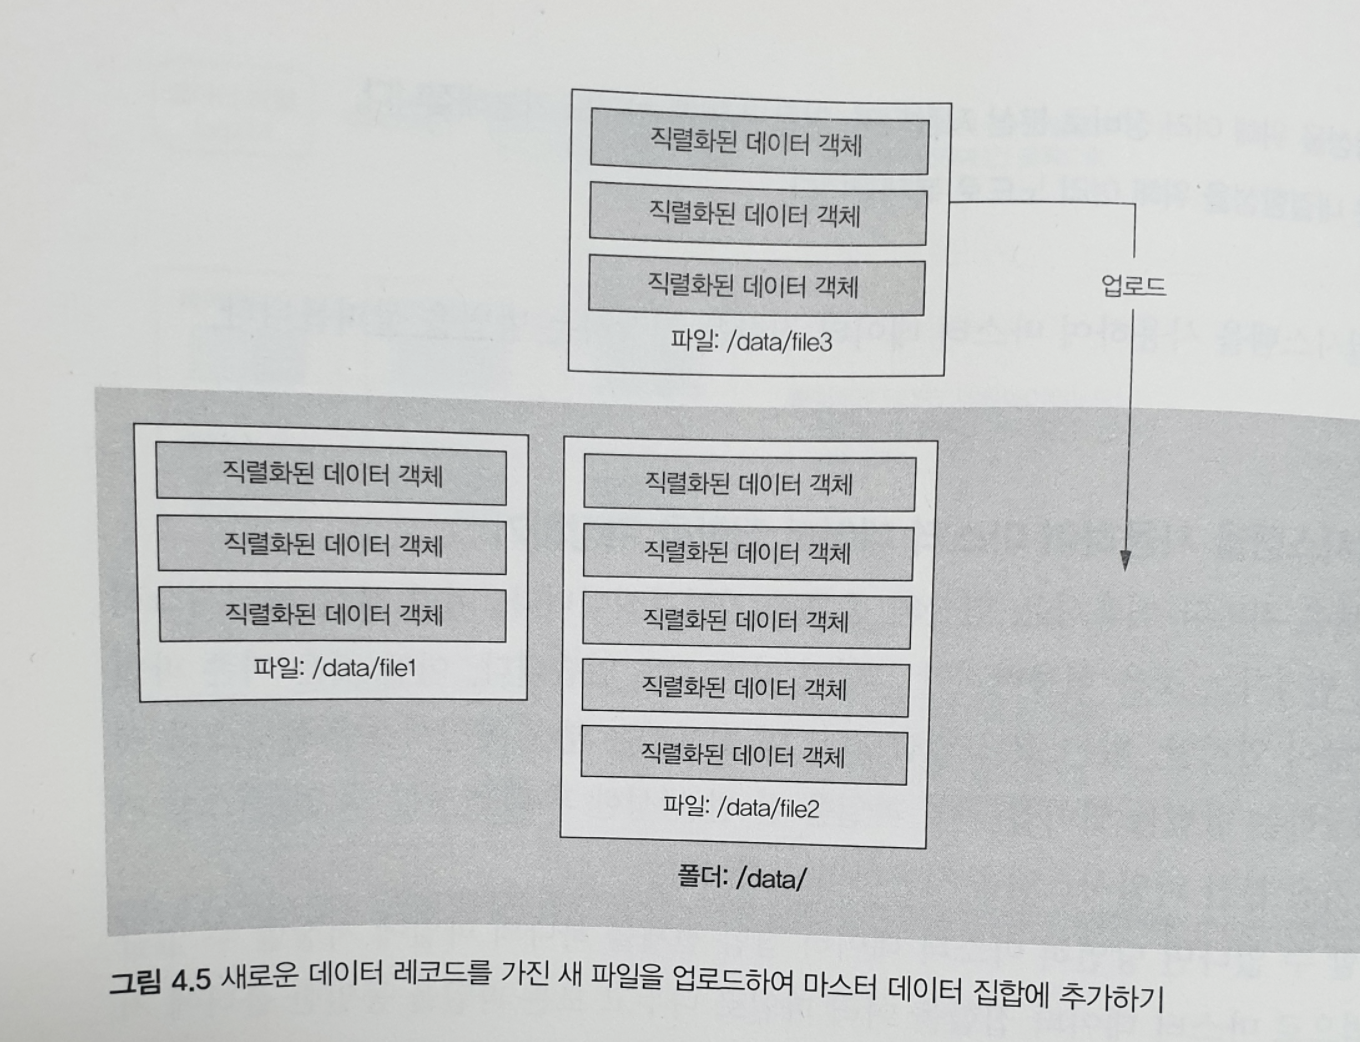 직렬화된 데이터 객체
직렬화된 데이터 객체
직렬화된 데이터 객체
파일: /data/file3
업로드
직렬화된 데이터 객체
직렬화된 데이터 객체
직렬화된 데이터 객체
파일: /data/file1
직렬화된 데이터 객체
직렬화된 데이터 객체
직렬화된 데이터 객체
직렬화된 데이터 객체
직렬화된 데이터 객체
파일: /data/file2
폴더: /data/
그림 4.5 새로운 데이터 레코드를 가진 새 파일을 업로드하여 마스터 데이터 집합에 추가하기